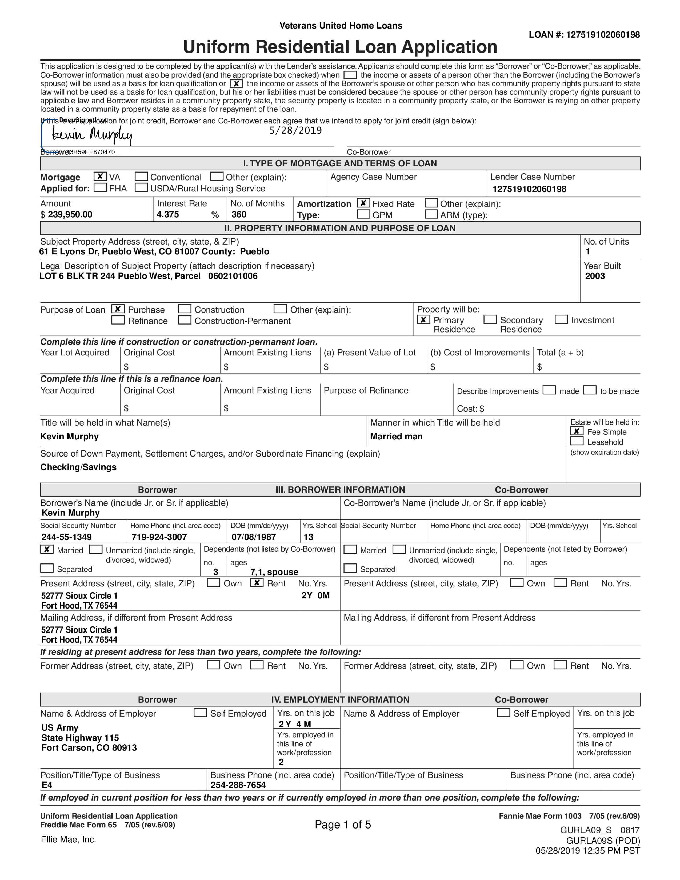 Veterans United Home Loans
LOAN #: 127519102060198
Uniform Residential Loan Application
This application is designed to be completed by the applicant(s) with the Lender's assistance. Applicants should complete this form as "Borrower" or "Co-Borrower," as applicable.
Co-Borrower information must also be provided (and the appropriate box checked) when the income or assets of a person other than the Borrower (including the Borrower's
spouse) will be used as a basis for loan qualification or X the income or assets of the Borrower's spouse or other person who has community property rights pursuant to state
law will not be used as a basis for loan qualification, but his or her liabilities must be considered because the spouse or other person has community property rights pursuant to
applicable law and Borrower resides in a community property state, the security property is located in a community property state, or the Borrower is relying on other property
located in a community property state as a basis for repayment of the loan.
If this is an application for joint credit, Borrower and Co-Borrower each agree that we intend to apply for joint credit (sign below):
Kevin Murphy 5/28/2019
Borrower Co-Borrower
I. TYPE OF MORTGAGE AND TERMS OF LOAN
Mortgage X VA Conventional Other (explain): Agency Case Number Lender Case Number
Applied for: FHA USDA/Rural Housing Service 127519102060198
Amount Interest Rate No. of Months Amortization X Fixed Rate Other (explain):
$ 239,950.00 4.375 % 360 Type: GPM ARM (type):
II. PROPERTY INFORMATION AND PURPOSE OF LOAN
Subject Property Address (street, city, state, & ZIP) No. of Units
61 E Lyons Dr, Pueblo West, CO 81007 County: Pueblo 1
Legal Description of Subject Property (attach description if necessary) Year Built
LOT 6 BLK TR 244 Pueblo West, Parcel 0602101006 2003
Purpose of Loan X Purchase Construction Other (explain): Property will be:
Refinance Construction-Permanent X Primary Residence Secondary Residence Investment
Complete this line if construction or construction-permanent loan.
Year Lot Acquired Original Cost Amount Existing Liens (a) Present Value of Lot (b) Cost of Improvements Total (a + b)
$ $ $ $ $
Complete this line if this is a refinance loan.
Year Acquired Original Cost Amount Existing Liens Purpose of Refinance Describe Improvements made to be made
$ $ Cost: $
Title will be held in what Name(s) Manner in which Title will be held Estate will be held in:
Kevin Murphy Married man X Fee Simple
Leasehold
Source of Down Payment, Settlement Charges, and/or Subordinate Financing (explain) (show expiration date)
Checking/Savings
Borrower III. BORROWER INFORMATION Co-Borrower
Borrower's Name (include Jr. or Sr. if applicable) Co-Borrower's Name (include Jr. or Sr. if applicable)
Kevin Murphy
Social Security Number Home Phone (incl. area code) DOB (mm/dd/yyyy) Yrs. School Social Security Number Home Phone (incl. area code) DOB (mm/dd/yyyy) Yrs. School
244-55-1349 719-924-3007 07/08/1987 13
X Married Unmarried (include single, divorced, widowed) Dependents (not listed by Co-Borrower) Married Unmarried (include single, divorced, widowed) Dependents (not listed by Borrower)
Separated no. 3 ages 7,1, spouse Separated no. ages
Present Address (street, city, state, ZIP) Own X Rent No. Yrs. Present Address (street, city, state, ZIP) Own Rent No. Yrs.
52777 Sioux Circle 1 2Y 0M
Fort Hood, TX 76544
Mailing Address, if different from Present Address Mailing Address, if different from Present Address
52777 Sioux Circle 1
Fort Hood, TX 76544
If residing at present address for less than two years, complete the following:
Former Address (street, city, state, ZIP) Own Rent No. Yrs. Former Address (street, city, state, ZIP) Own Rent No. Yrs.
Borrower IV. EMPLOYMENT INFORMATION Co-Borrower
Name & Address of Employer Self Employed Yrs. on this job Name & Address of Employer Self Employed Yrs. on this job
2 Y 4 M
US Army Yrs. employed in this line of work/profession Yrs. employed in this line of work/profession
State Highway 115
Fort Carson, CO 80913
2
Position/Title/Type of Business Business Phone (incl. area code) Position/Title/Type of Business Business Phone (incl. area code)
E4 254-288-7654
If employed in current position for less than two years or if currently employed in more than one position, complete the following:
Uniform Residential Loan Application Fannie Mae Form 1003 7/05 (rev.6/09)
Freddie Mac Form 65 7/05 (rev.6/09) Page 1 of 5
Ellie Mae, Inc. GURLA09_S 0817
GURLA09S (POD)
05/28/2019 12:35 PM PST